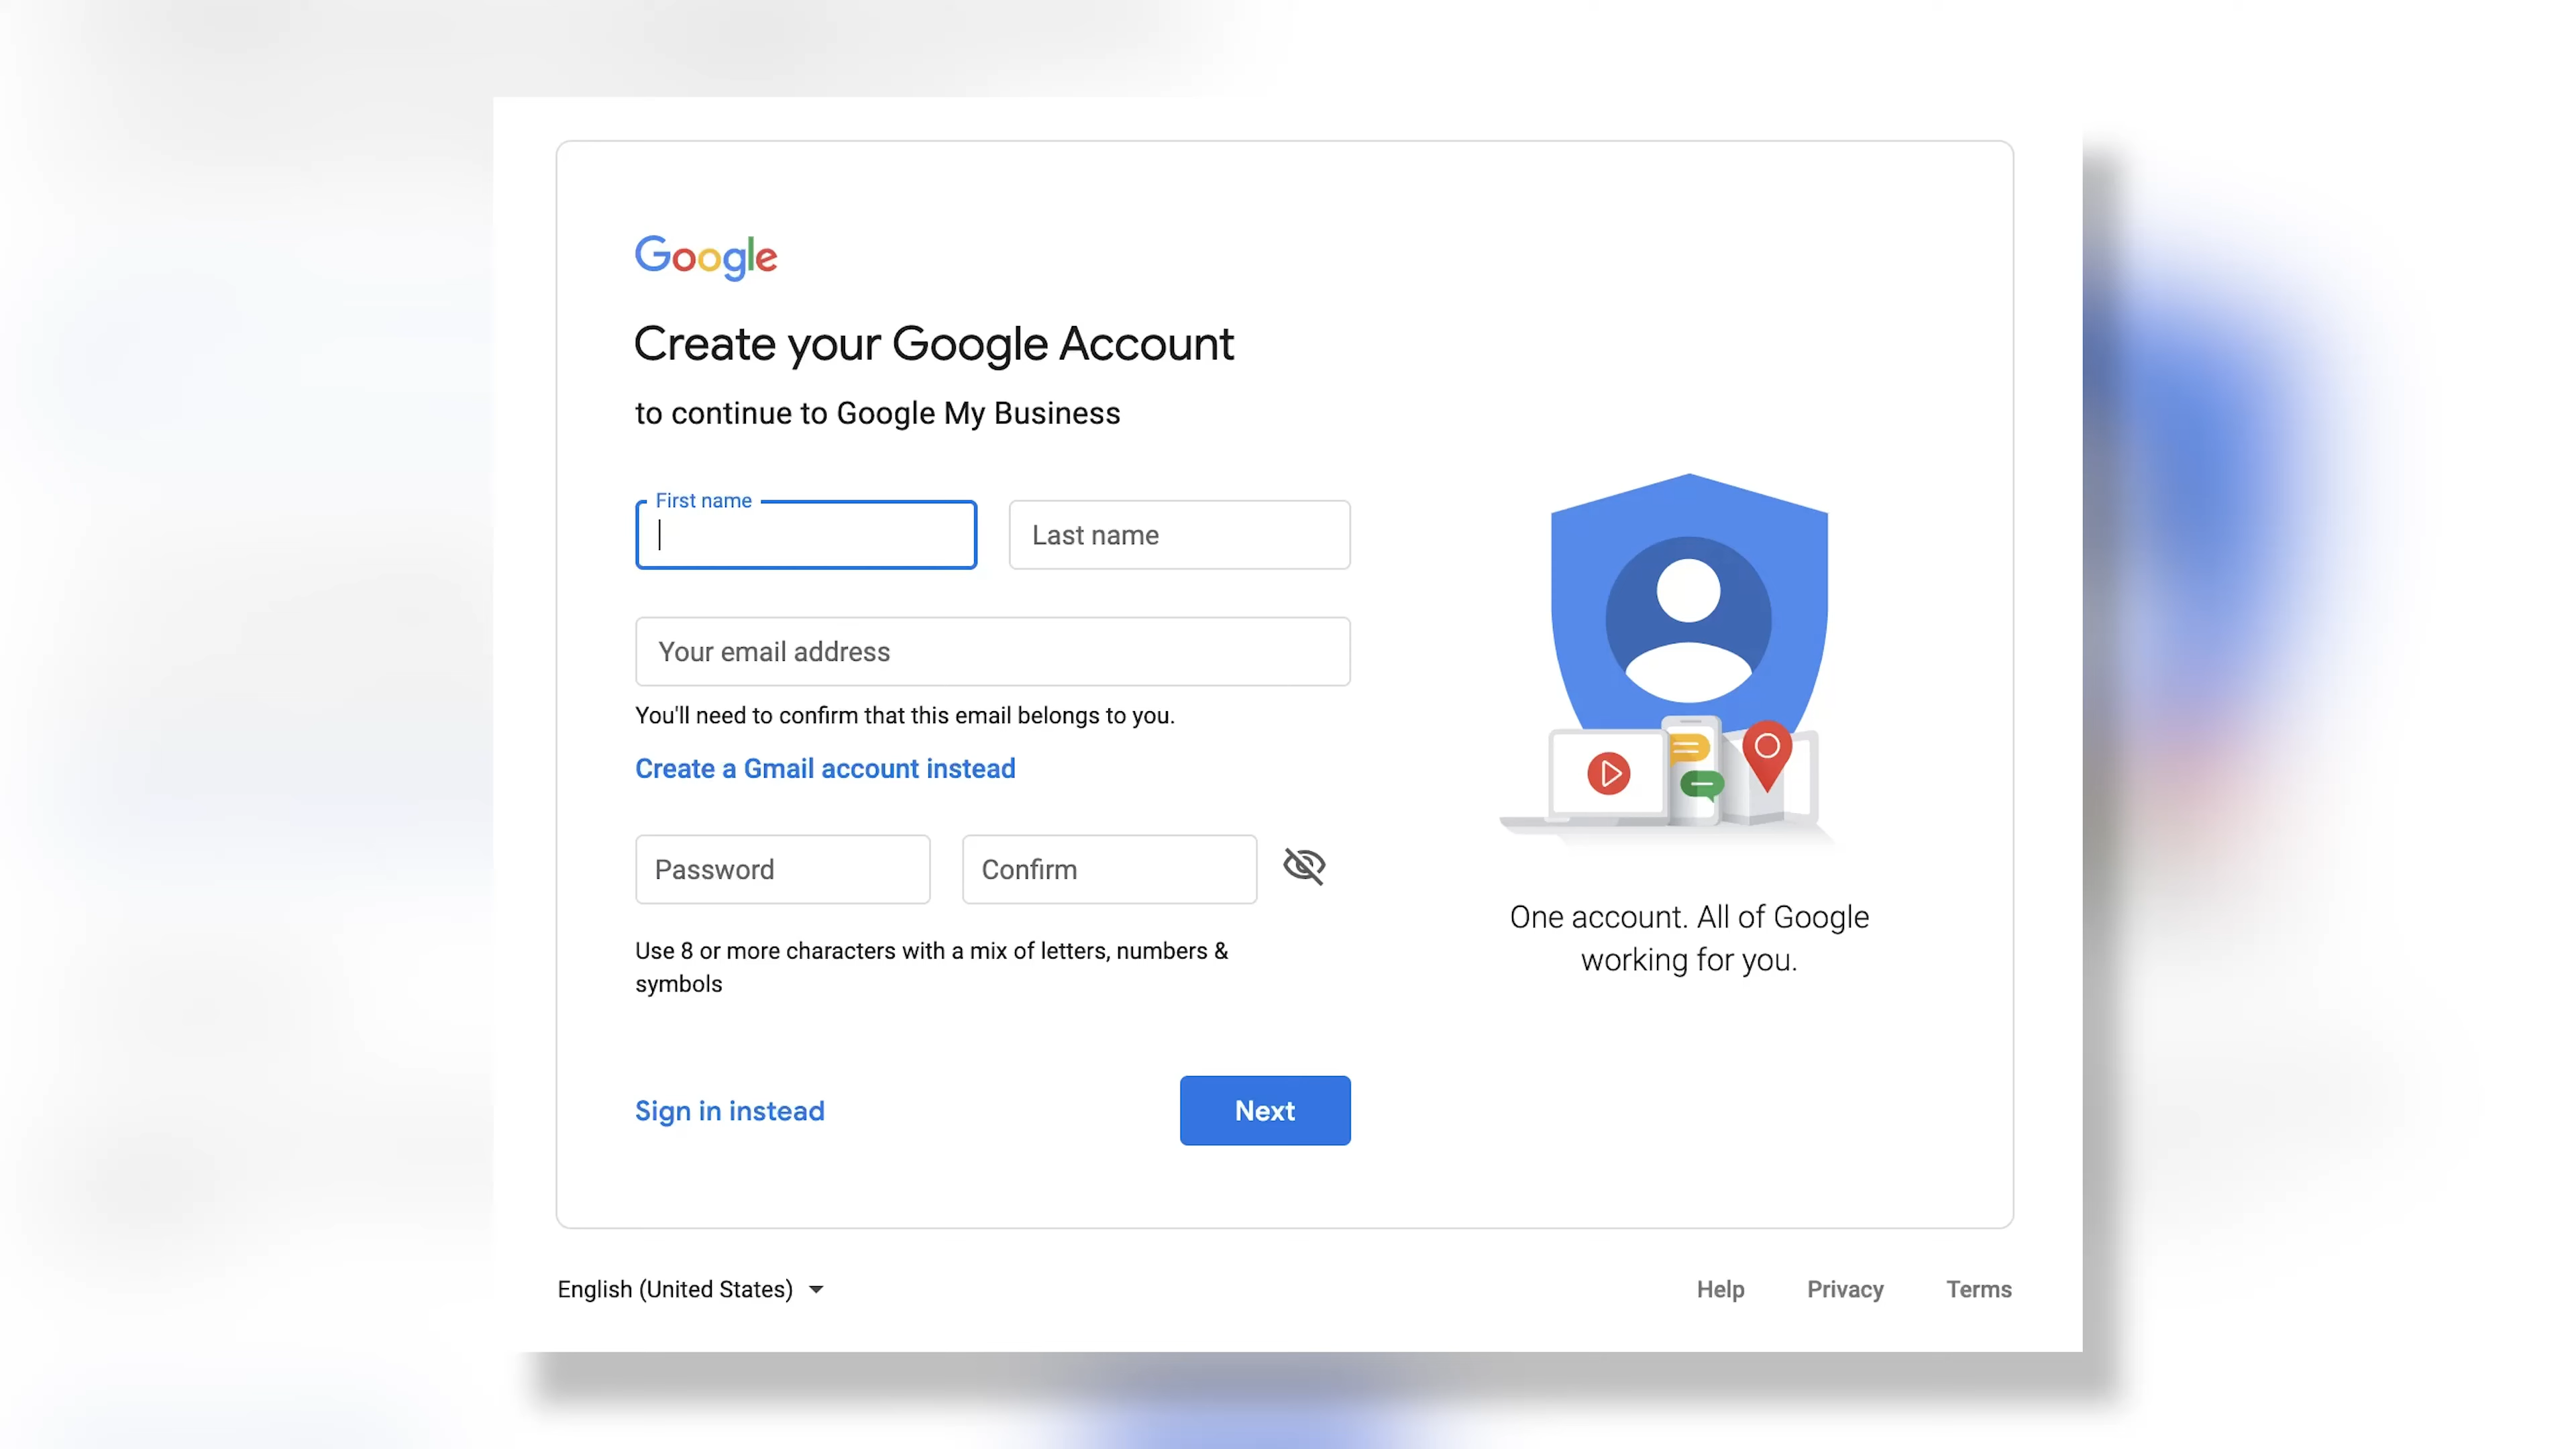 Google
Create your Google Account
to continue to Google My Business
First name
Last name
Your email address
You'll need to confirm that this email belongs to you.
Create a Gmail account instead
Password
Confirm
Use 8 or more characters with a mix of letters, numbers &
symbols
Sign in instead
Next
One account. All of Google
working for you.
English (United States)
Help
Privacy
Terms